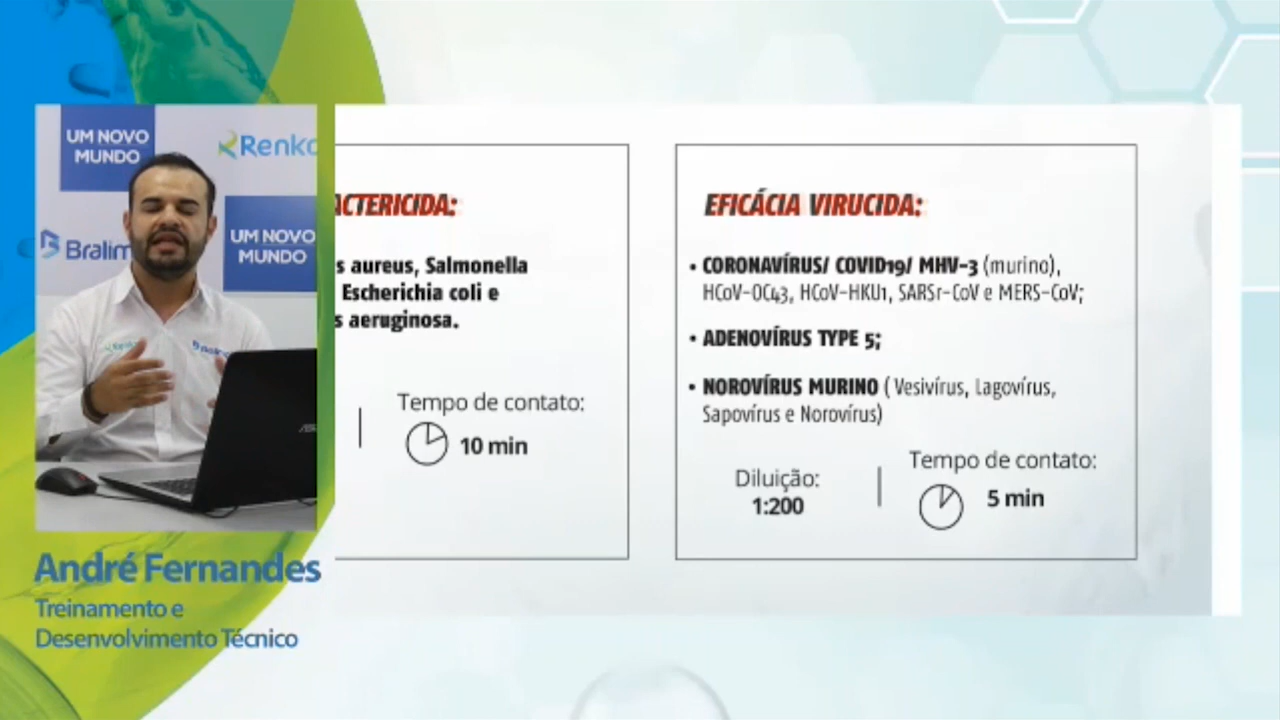 UM NOVO
MUNDO
Renko
Bralim
UM NOVO
MUNDO
André Fernandes
Treinamento e
Desenvolvimento Técnico
ACTERICIDA:
s aureus, Salmonella
Escherichia coli e
s aeruginosa.
Tempo de contato:
10 min
EFICÁCIA VIRUCIDA:
• CORONAVÍRUS/ COVID19/ MHV-3 (murino),
HCoV-OC43, HCoV-HKU1, SARSr-CoV e MERS-CoV;
• ADENOVÍRUS TYPE 5;
• NOROVÍRUS MURINO ( Vesivírus, Lagovírus,
Sapovírus e Norovírus)
Diluição:
1:200
Tempo de contato:
5 min